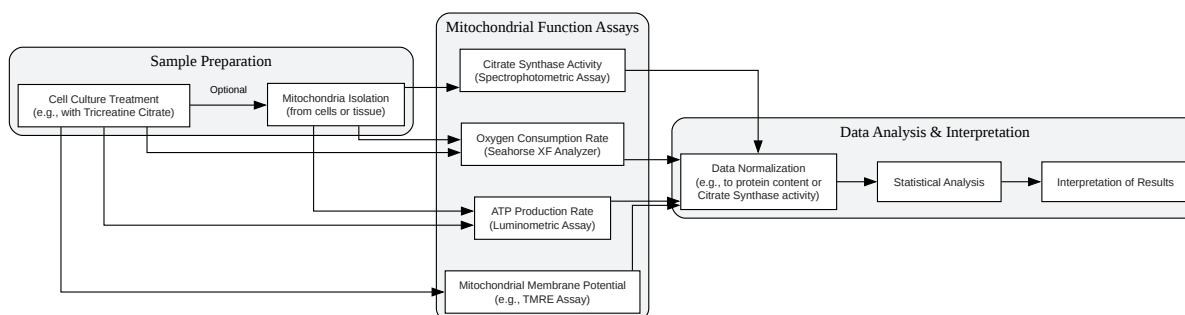 Sample Preparation
Cell Culture Treatment
(e.g., with Tricreatine Citrate)
Optional
Mitochondria Isolation
(from cells or tissue)
Mitochondrial Function Assays
Citrate Synthase Activity
(Spectrophotometric Assay)
Oxygen Consumption Rate
(Seahorse XF Analyzer)
ATP Production Rate
(Luminometric Assay)
Mitochondrial Membrane Potential
(e.g., TMRE Assay)
Data Analysis & Interpretation
Data Normalization
(e.g., to protein content or
Citrate Synthase activity)
Statistical Analysis
Interpretation of Results